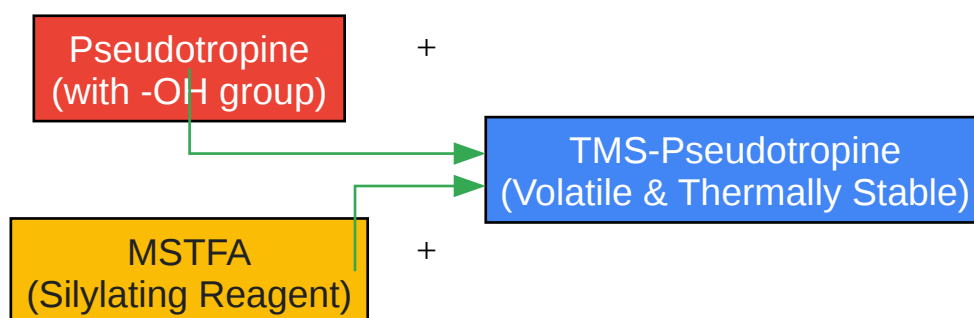 Pseudotropine
(with -OH group)
+
TMS-Pseudotropine
(Volatile & Thermally Stable)
MSTFA
(Silylating Reagent)
+